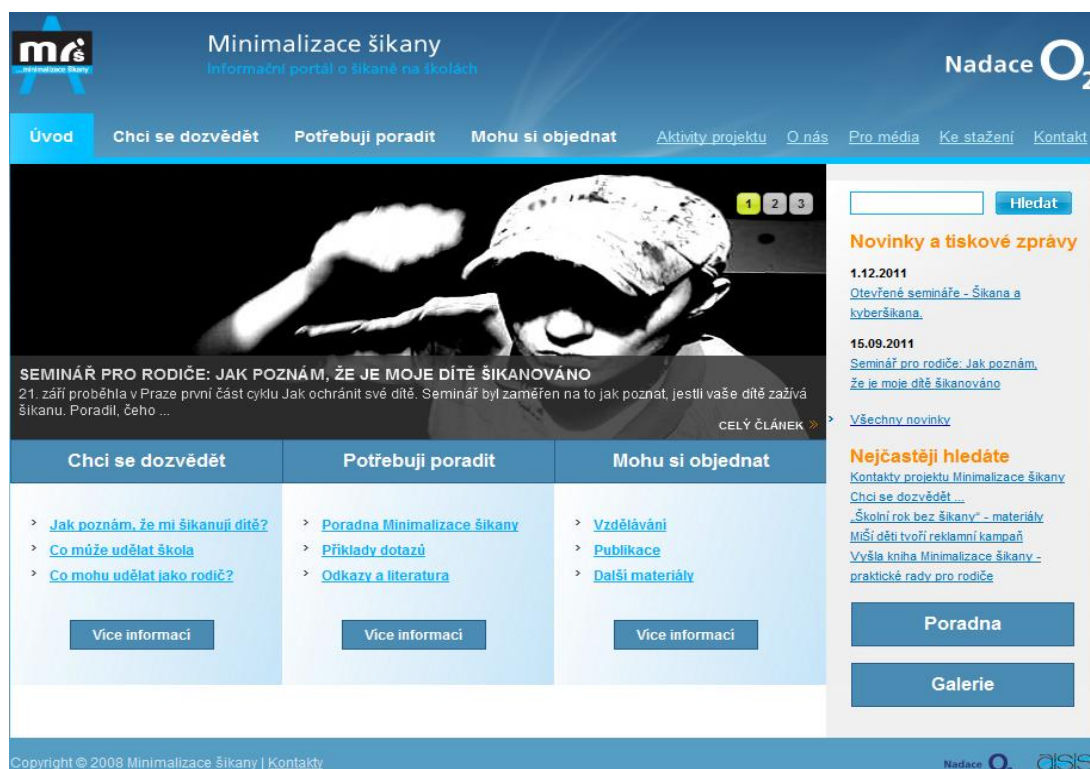 mis
...minimalizace šikany
Minimalizace šikany
Informační portál o šikaně na školách
Nadace O2
Úvod
Chci se dozvědět
Potřebuji poradit
Mohu si objednat
Aktivity projektu
O nás
Pro média
Ke stažení
Kontakt
1 2 3
SEMINÁŘ PRO RODIČE: JAK POZNÁM, ŽE JE MOJE DÍTĚ ŠIKANOVÁNO
21. září proběhla v Praze první část cyklu Jak ochránit své dítě. Seminář byl zaměřen na to jak poznat, jestli vaše dítě zažívá
šikanu. Poradil, čeho ...
CELÝ ČLÁNEK »
Chci se dozvědět
› Jak poznám, že mi šikanují dítě?
› Co může udělat škola
› Co mohu udělat jako rodič?
Více informací
Potřebuji poradit
› Poradna Minimalizace šikany
› Příklady dotazů
› Odkazy a literatura
Více informací
Mohu si objednat
› Vzdělávání
› Publikace
› Další materiály
Více informací
Hledat
Novinky a tiskové zprávy
1.12.2011
Otevřené semináře - Šikana a
kyberšikana.
15.09.2011
Seminář pro rodiče: Jak poznám,
že je moje dítě šikanováno
› Všechny novinky
Nejčastěji hledáte
Kontakty projektu Minimalizace šikany
Chci se dozvědět ...
„Školní rok bez šikany" - materiály
MiŠí děti tvoří reklamní kampaň
Vyšla kniha Minimalizace šikany -
praktické rady pro rodiče
Poradna
Galerie
Copyright © 2008 Minimalizace šikany | Kontakty
Nadace O2
aisis